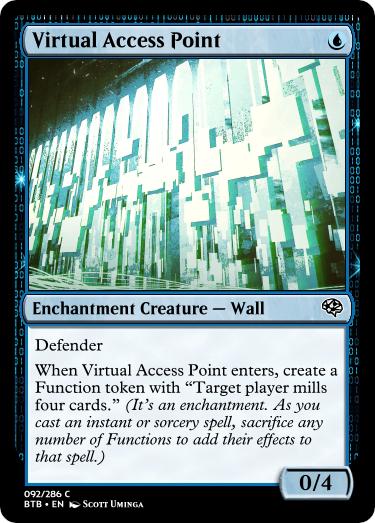 Virtual Access Point
Enchantment Creature — Wall
Defender
When Virtual Access Point enters, create a
Function token with “Target player mills
four cards.” (It’s an enchantment. As you
cast an instant or sorcery spell, sacrifice any
number of Functions to add their effects to
that spell.)
0/4
092/286 C
BTB • EN Scott Uminga